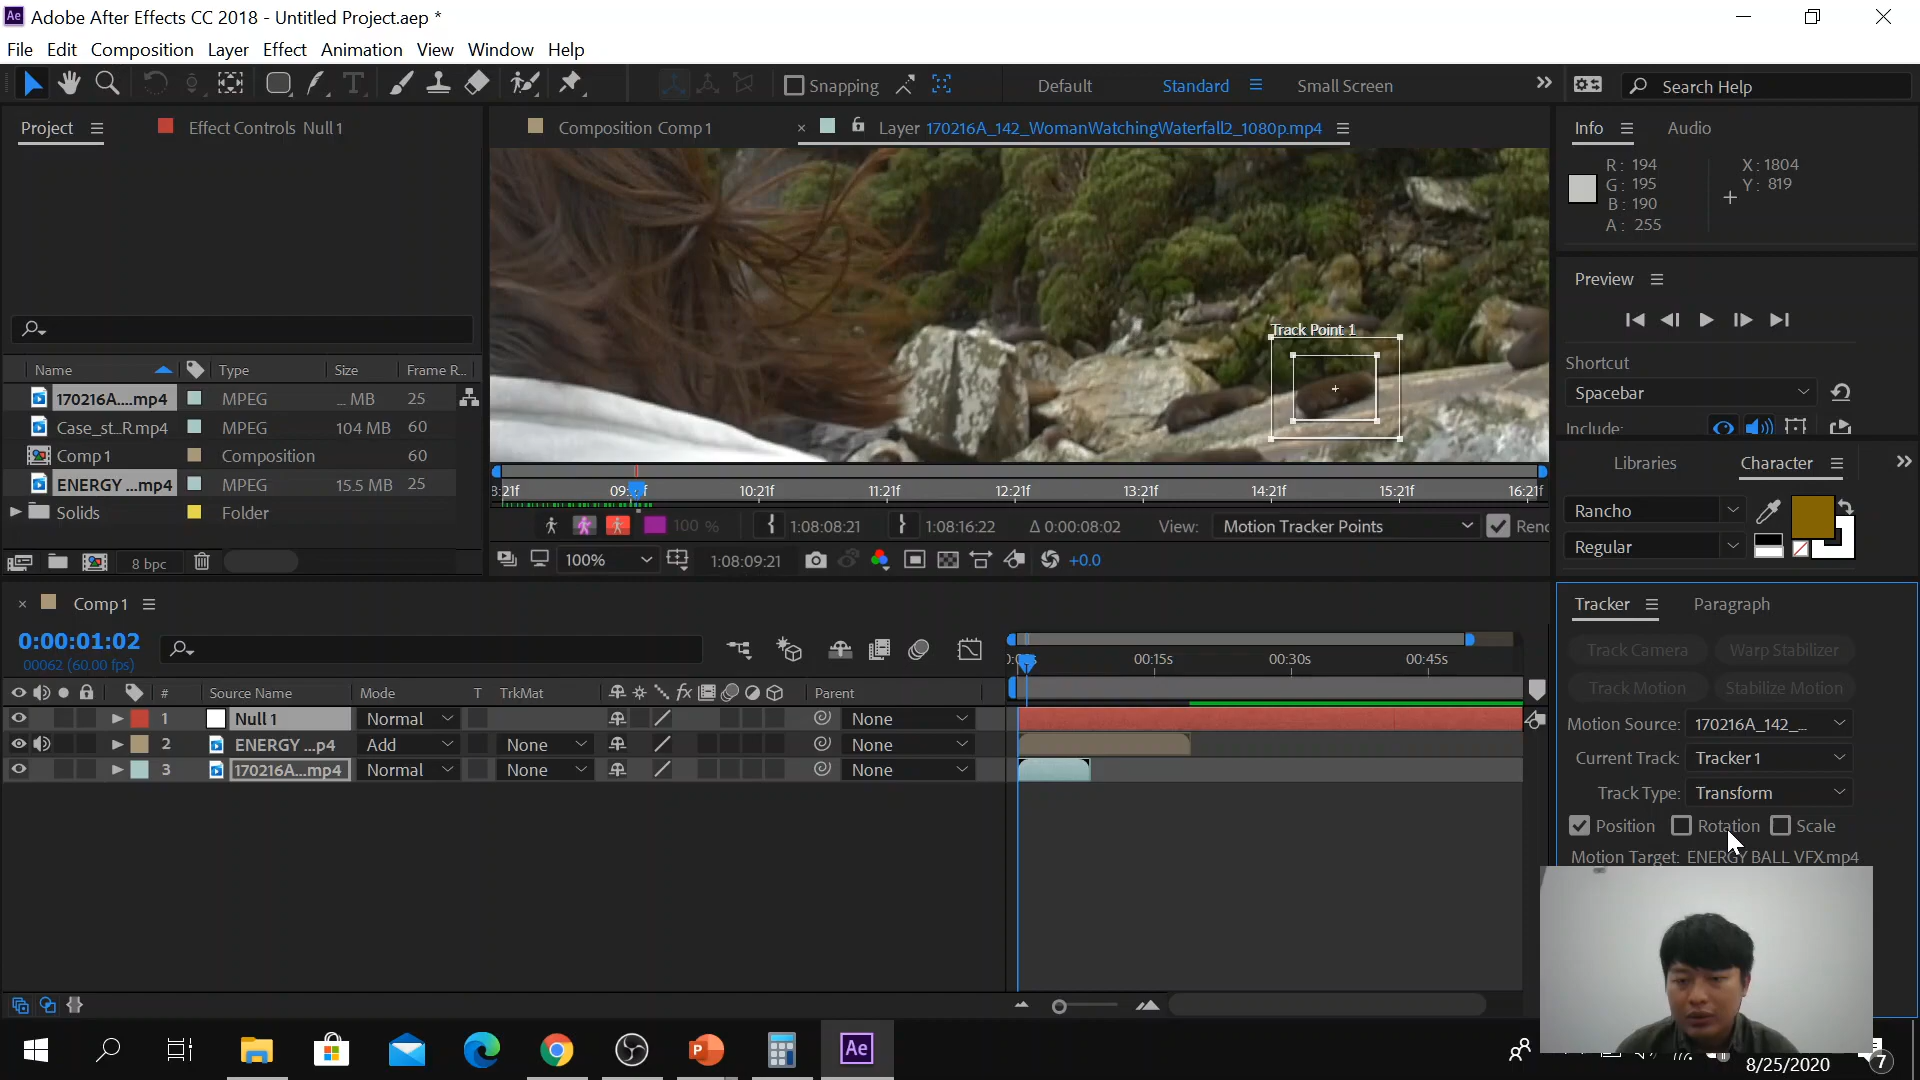 Ae Adobe After Effects CC 2018 - Untitled Project.aep *
File Edit Composition Layer Effect Animation View Window Help
T Snapping Default Standard Small Screen Search Help
Project Effect Controls Null 1
Composition Comp 1 × Layer 170216A_142_WomanWatchingWaterfall2_1080p.mp4
Info Audio
R: 194
G: 195
B: 190
A: 255
X: 1804
Y: 819
Track Point 1
Preview
Shortcut
Spacebar
Include:
Name Type Size Frame R...
170216A....mp4 MPEG ... MB 25
Case_st...R.mp4 MPEG 104 MB 60
Comp 1 Composition 60
ENERGY ...mp4 MPEG 15.5 MB 25
Solids Folder
8 bpc
8:21f 10:21f 11:21f 12:21f 13:21f 14:21f 15:21f 16:21f
100 % 1:08:08:21 1:08:16:22 Δ 0:00:08:02 View: Motion Tracker Points
100% 1:08:09:21 +0.0
Libraries Character
Rancho
Regular
× Comp 1
0:00:01:02
00062 (60.00 fps)
00:15s 00:30s 00:45s
# Source Name Mode T TrkMat fx Parent
1 Null 1 Normal None
2 ENERGY ...p4 Add None None
3 170216A...mp4 Normal None None
Tracker Paragraph
Track Camera Warp Stabilizer
Track Motion Stabilize Motion
Motion Source: 170216A_142_...
Current Track: Tracker 1
Track Type: Transform
Position Rotation Scale
Motion Target: ENERGY BALL VFX.mp4
Ae
8/25/2020
7